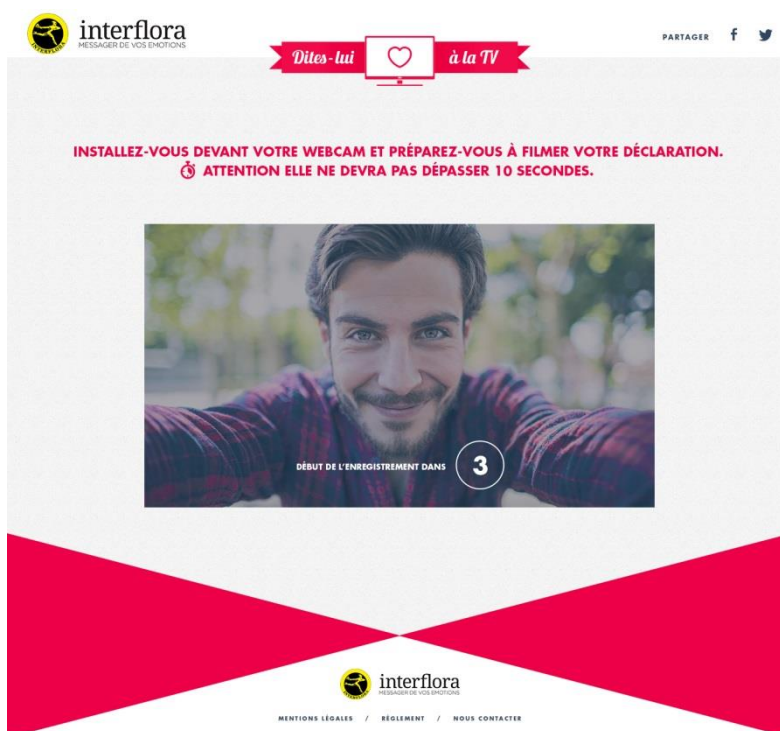 interflora
MESSAGER DE VOS EMOTIONS
INTERFLORA
Dites-lui à la TV
PARTAGER
INSTALLEZ-VOUS DEVANT VOTRE WEBCAM ET PRÉPAREZ-VOUS À FILMER VOTRE DÉCLARATION.
ATTENTION ELLE NE DEVRA PAS DÉPASSER 10 SECONDES.
DÉBUT DE L'ENREGISTREMENT DANS 3
interflora
MESSAGER DE VOS EMOTIONS
INTERFLORA
MENTIONS LÉGALES / RÈGLEMENT / NOUS CONTACTER